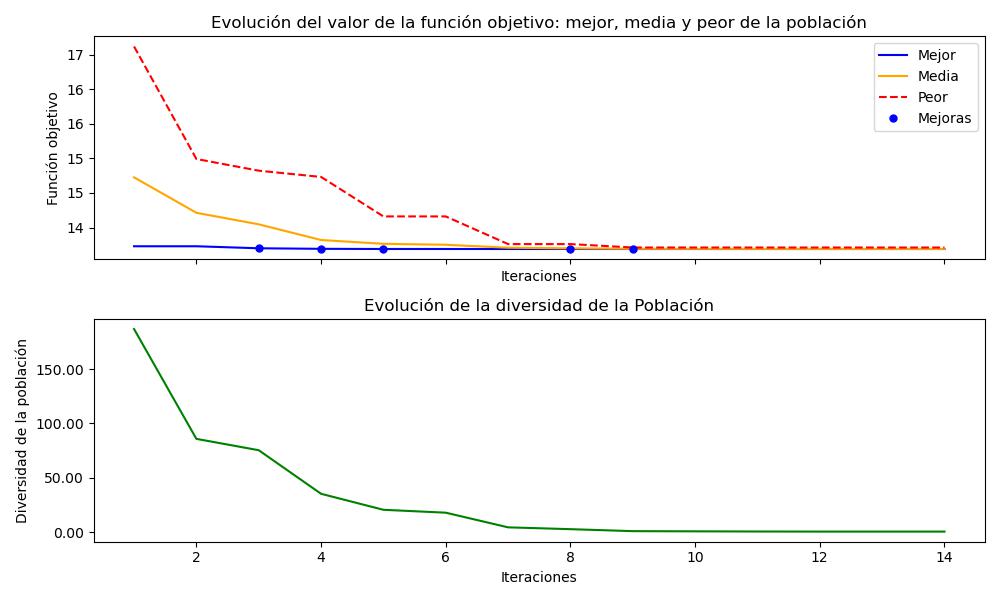 Evolución del valor de la función objetivo: mejor, media y peor de la población
17
16
16
15
15
14
Función objetivo
Mejor
Media
Peor
Mejoras
Iteraciones
Evolución de la diversidad de la Población
150.00
100.00
50.00
0.00
Diversidad de la población
2 4 6 8 10 12 14
Iteraciones